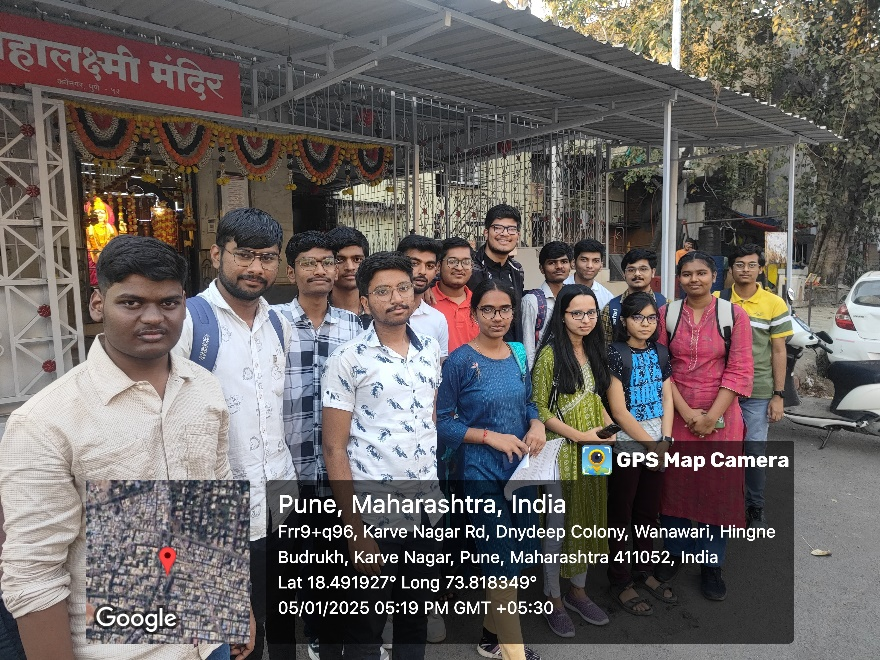 महालक्ष्मी मंदिर
GPS Map Camera
Pune, Maharashtra, India
Frr9+q96, Karve Nagar Rd, Dnydeep Colony, Wanawari, Hingne
Budrukh, Karve Nagar, Pune, Maharashtra 411052, India
Lat 18.491927° Long 73.818349°
05/01/2025 05:19 PM GMT +05:30
Google